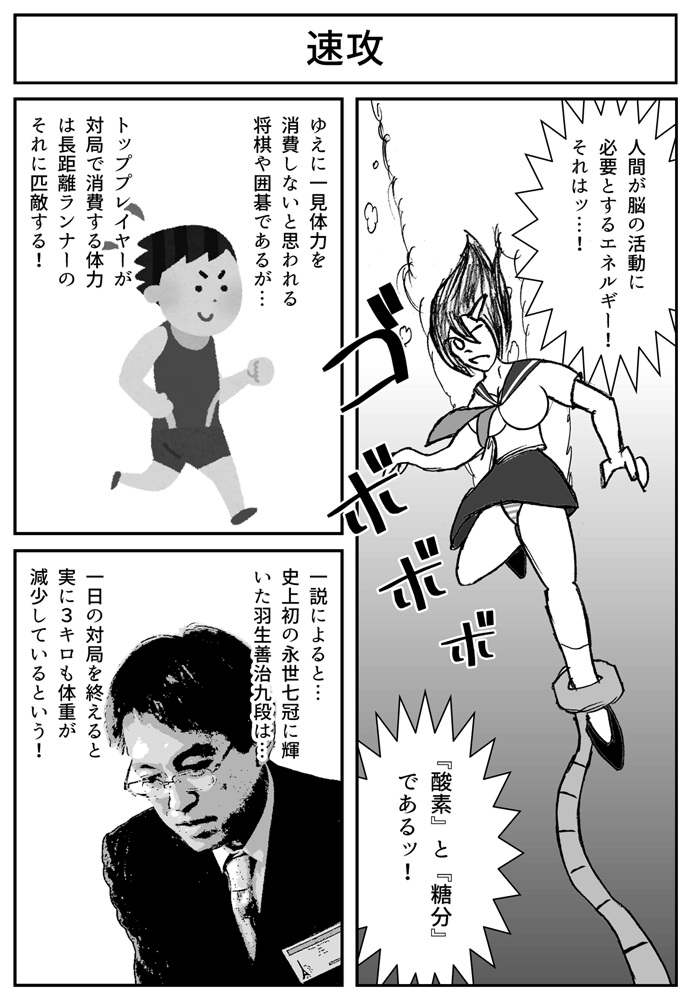 速攻
人間が脳の活動に
必要とするエネルギー!
それはッ…!
ゴボボボ
『酸素』と『糖分』
であるッ!
ゆえに一見体力を
消費しないと思われる
将棋や囲碁であるが…
トッププレイヤーが
対局で消費する体力
は長距離ランナーの
それに匹敵する!
一説によると…
史上初の永世七冠に輝
いた羽生善治九段は…
一日の対局を終えると
実に3キロも体重が
減少しているという!